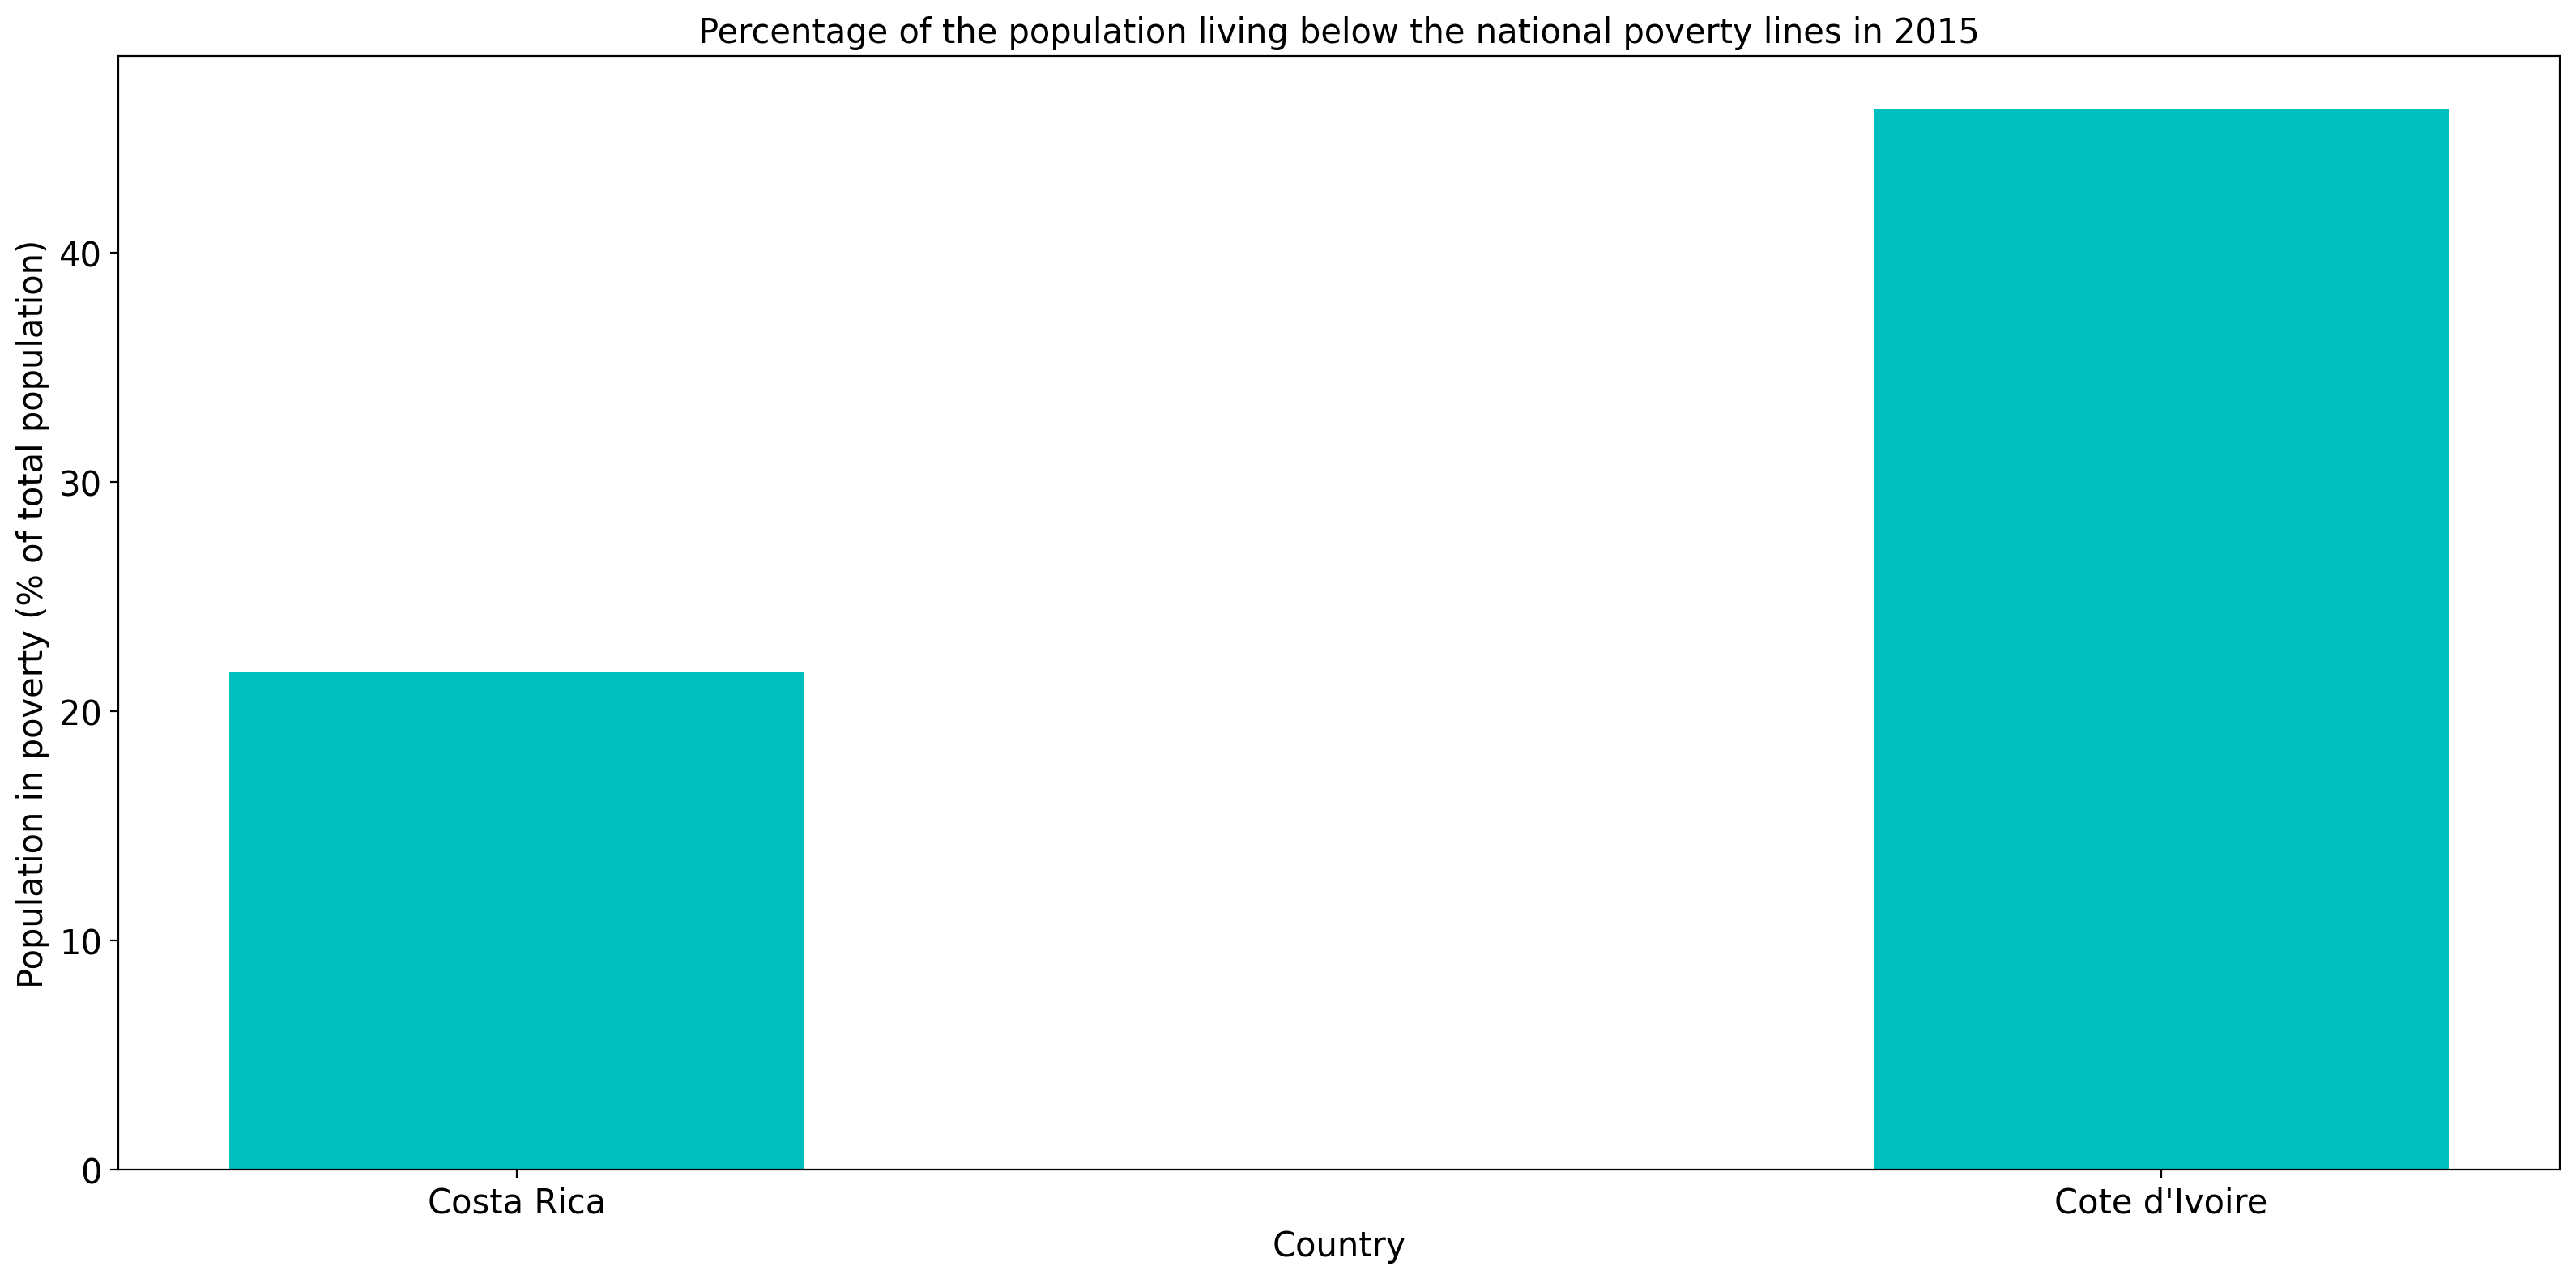 Percentage of the population living below the national poverty lines in 2015
Population in poverty (% of total population)
40
30
20
10
0
Costa Rica
Cote d'Ivoire
Country